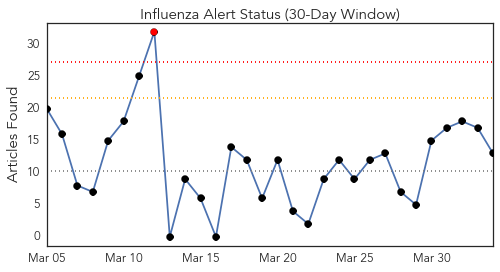 Influenza Alert Status (30-Day Window)
Articles Found
30
25
20
15
10
5
0
Mar 05 Mar 10 Mar 15 Mar 20 Mar 25 Mar 30